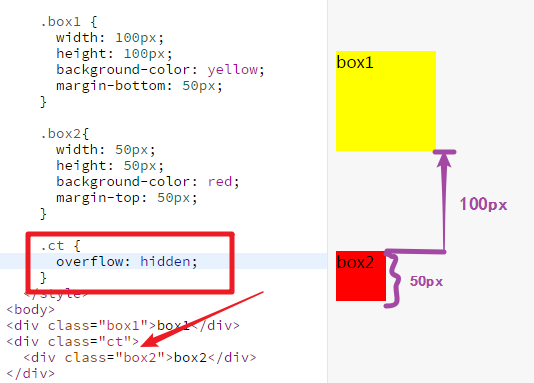 .box1 {
width: 100px;
height: 100px;
background-color: yellow;
margin-bottom: 50px;
}
.box2{
width: 50px;
height: 50px;
background-color: red;
margin-top: 50px;
}
.ct {
overflow: hidden;
}
</style>
<body>
<div class="box1">box1</div>
<div class="ct">
<div class="box2">box2</div>
</div>
box1
100px
box2
50px